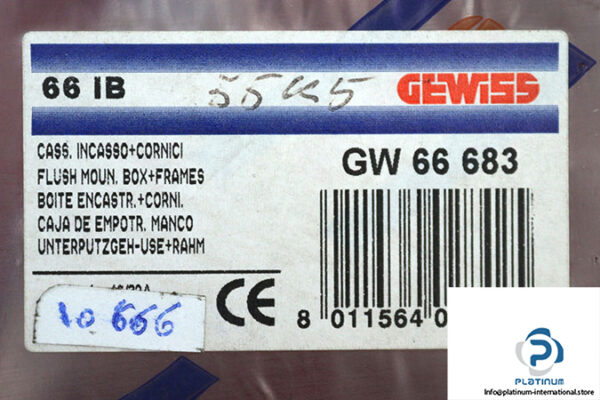 66 IB
GEWISS
CASS. INCASSO+CORNICI
FLUSH MOUN. BOX+FRAMES
BOITE ENCASTR.+CORNI.
CAJA DE EMPOTR. MANCO
UNTERPUTZGEH-USE+RAHM
GW 66 683
10 666
CE
8 011564 0
PLATINUM
info@platinum-international.store